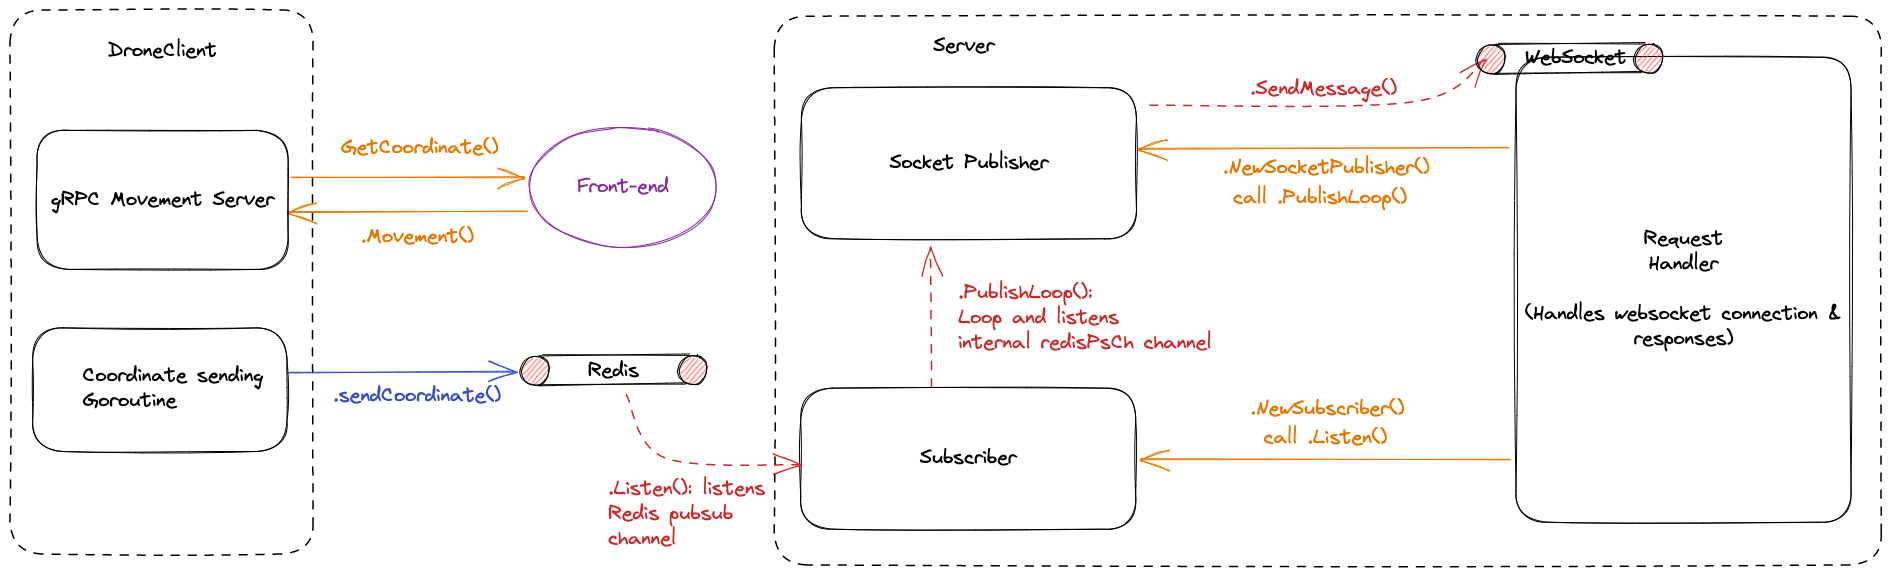 DroneClient
gRPC Movement Server
GetCoordinate()
.Movement()
Front-end
Coordinate sending
Goroutine
.sendCoordinate()
Redis
.Listen(): listens
Redis pubsub
channel
Server
Socket Publisher
.SendMessage()
WebSocket
.NewSocketPublisher()
call .PublishLoop()
.PublishLoop():
Loop and listens
internal redisPsCh channel
Subscriber
.NewSubscriber()
call .Listen()
Request
Handler
(Handles websocket connection &
responses)